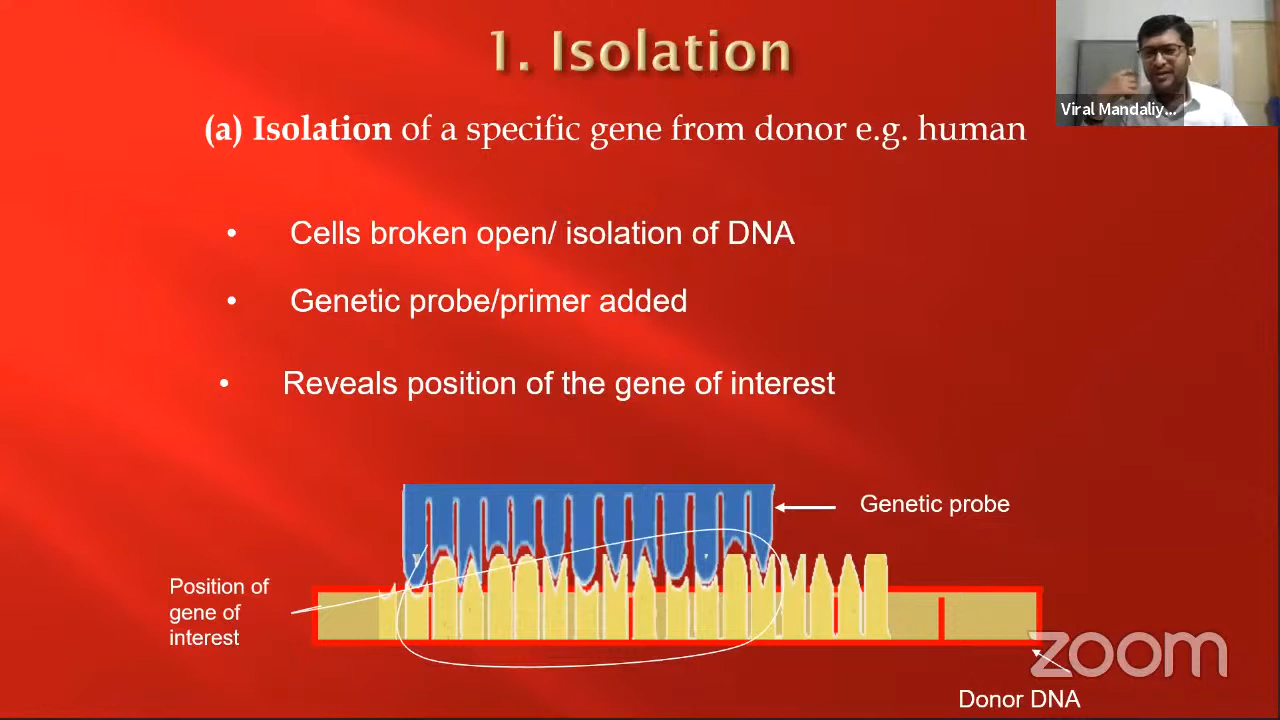 1. Isolation
Viral Mandaliy...
(a) Isolation of a specific gene from donor e.g. human
• Cells broken open/ isolation of DNA
• Genetic probe/primer added
• Reveals position of the gene of interest
Genetic probe
Position of
gene of
interest
zoom
Donor DNA